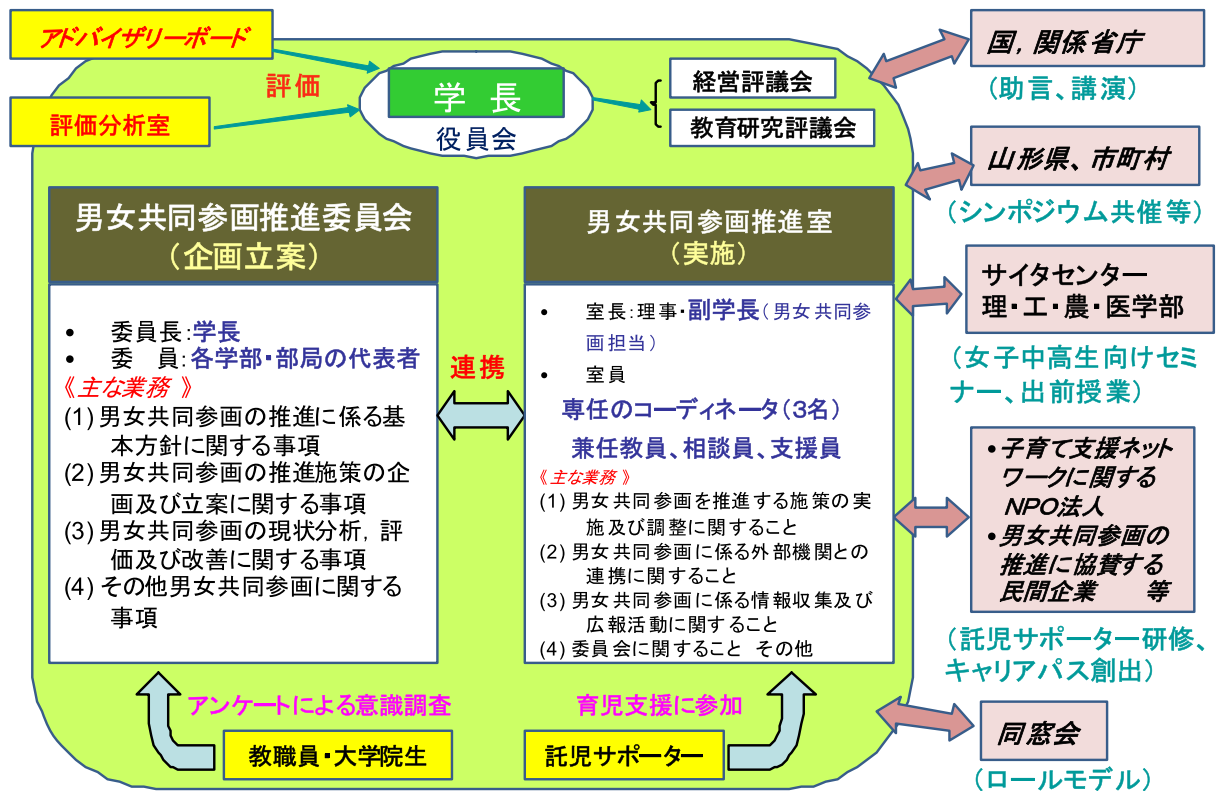 アドバイザリーボード
評価
評価分析室
学 長
役員会
経営評議会
教育研究評議会
男女共同参画推進委員会
（企画立案）
• 委員長：学長
• 委 員：各学部・部局の代表者
《主な業務 》
(1) 男女共同参画の推進に係る基
本方針に関する事項
(2) 男女共同参画の推進施策の企
画及び立案に関する事項
(3) 男女共同参画の現状分析，評
価及び改善に関する事項
(4) その他男女共同参画に関する
事項
連携
男女共同参画推進室
（実施）
• 室長：理事・副学長（男女共同参
画担当）
• 室員
専任のコーディネータ（3名）
兼任教員、相談員、支援員
《主な業務 》
(1) 男女共同参画を推進する施策の実
施及び調整に関すること
(2) 男女共同参画に係る外部機関との
連携に関すること
(3) 男女共同参画に係る情報収集及び
広報活動に関すること
(4) 委員会に関すること その他
アンケートによる意識調査
教職員・大学院生
育児支援に参加
託児サポーター
国，関係省庁
（助言、講演）
山形県、市町村
（シンポジウム共催等）
サイタセンター
理・工・農・医学部
（女子中高生向けセミ
ナー、出前授業）
•子育て支援ネット
ワークに関する
NPO法人
•男女共同参画の
推進に協賛する
民間企業 等
（託児サポーター研修、
キャリアパス創出）
同窓会
（ロールモデル）